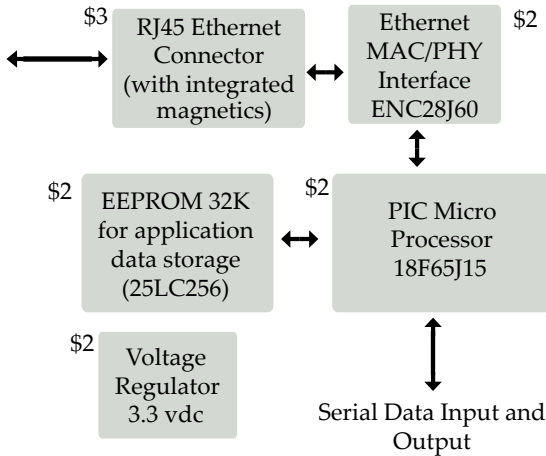 $3
RJ45 Ethernet
Connector
(with integrated
magnetics)
Ethernet
MAC/PHY
Interface
ENC28J60
$2
$2
EEPROM 32K
for application
data storage
(25LC256)
$2
PIC Micro
Processor
18F65J15
$2
Voltage
Regulator
3.3 vdc
Serial Data Input and
Output